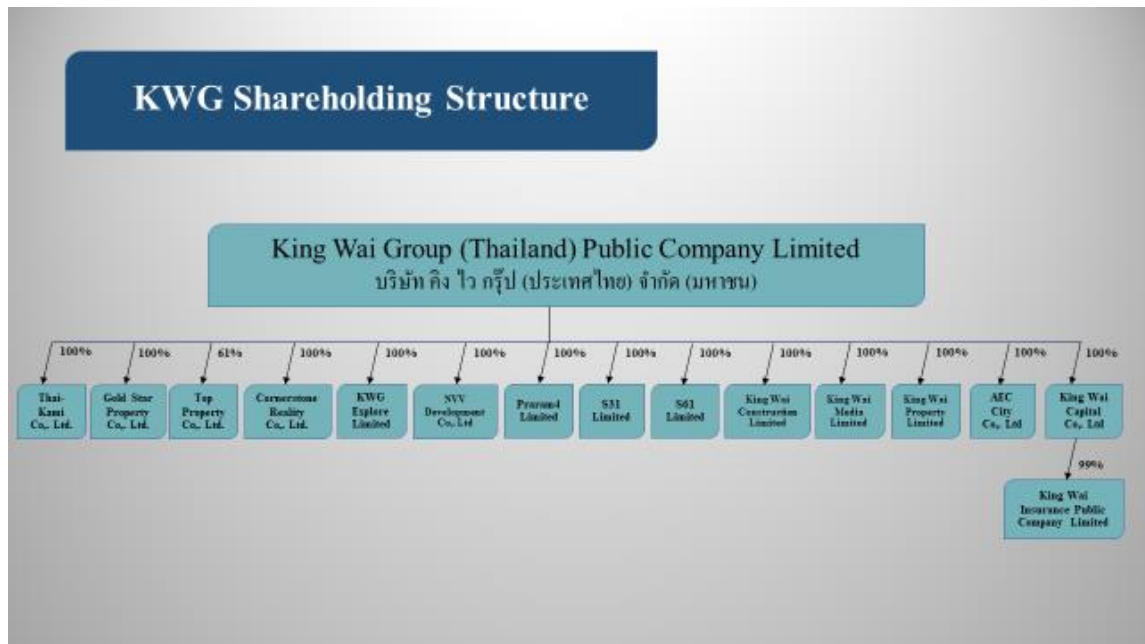 KWG Shareholding Structure
King Wai Group (Thailand) Public Company Limited
บริษัท คิง ไว กรุ๊ป (ประเทศไทย) จำกัด (มหาชน)
100%
100%
61%
100%
100%
100%
100%
100%
100%
100%
100%
100%
100%
100%
Thai-
Kami
Co,. Ltd.
Gold Star
Property
Co,. Ltd.
Top
Property
Co,. Ltd.
Cornerstone
Reality
Co,. Ltd.
KWG
Explore
Limited
NVV
Development
Co,. Ltd
Praram4
Limited
S31
Limited
S61
Limited
King Wai
Construction
Limited
King Wai
Media
Limited
King Wai
Property
Limited
AEC
City
Co,. Ltd
King Wai
Capital
Co,. Ltd
99%
King Wai
Insurance Public
Company Limited